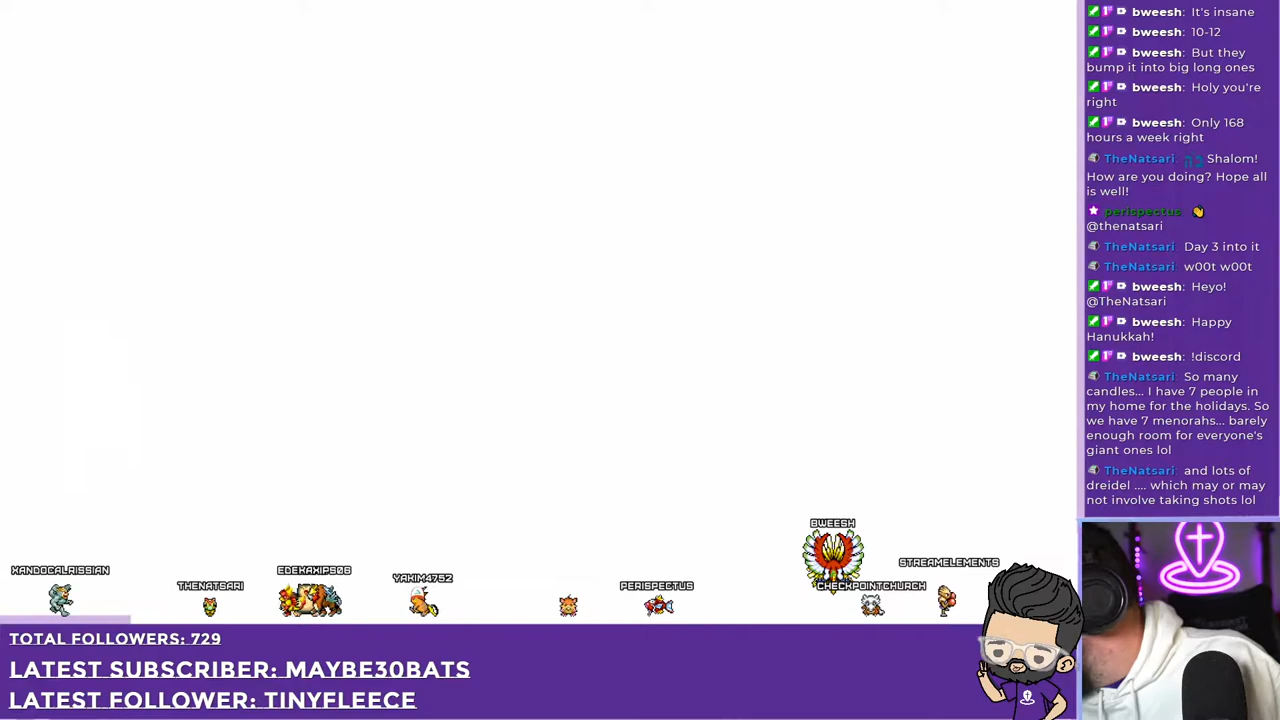 bweesh: It's insane
bweesh: 10-12
bweesh: But they
bump it into big long ones
bweesh: Holy you're
right
bweesh: Only 168
hours a week right
TheNatsari: Shalom!
How are you doing? Hope all
is well!
perispectus
@thenatsari
TheNatsari: Day 3 into it
TheNatsari: w00t w00t
bweesh: Heyo!
@TheNatsari
bweesh: Happy
Hanukkah!
bweesh: !discord
TheNatsari: So many
candles... I have 7 people in
my home for the holidays. So
we have 7 menorahs... barely
enough room for everyone's
giant ones lol
TheNatsari: and lots of
dreidel .... which may or may
not involve taking shots lol
BWEESH
STREAMELEMENTS
XANDOCALRISSIAN
THENATSARI
EDEKAXIP906
YAKIM4752
PERISPECTUS
CHECKPOINTCHURCH
TOTAL FOLLOWERS: 729
LATEST SUBSCRIBER: MAYBE30BATS
LATEST FOLLOWER: TINYFLEECE